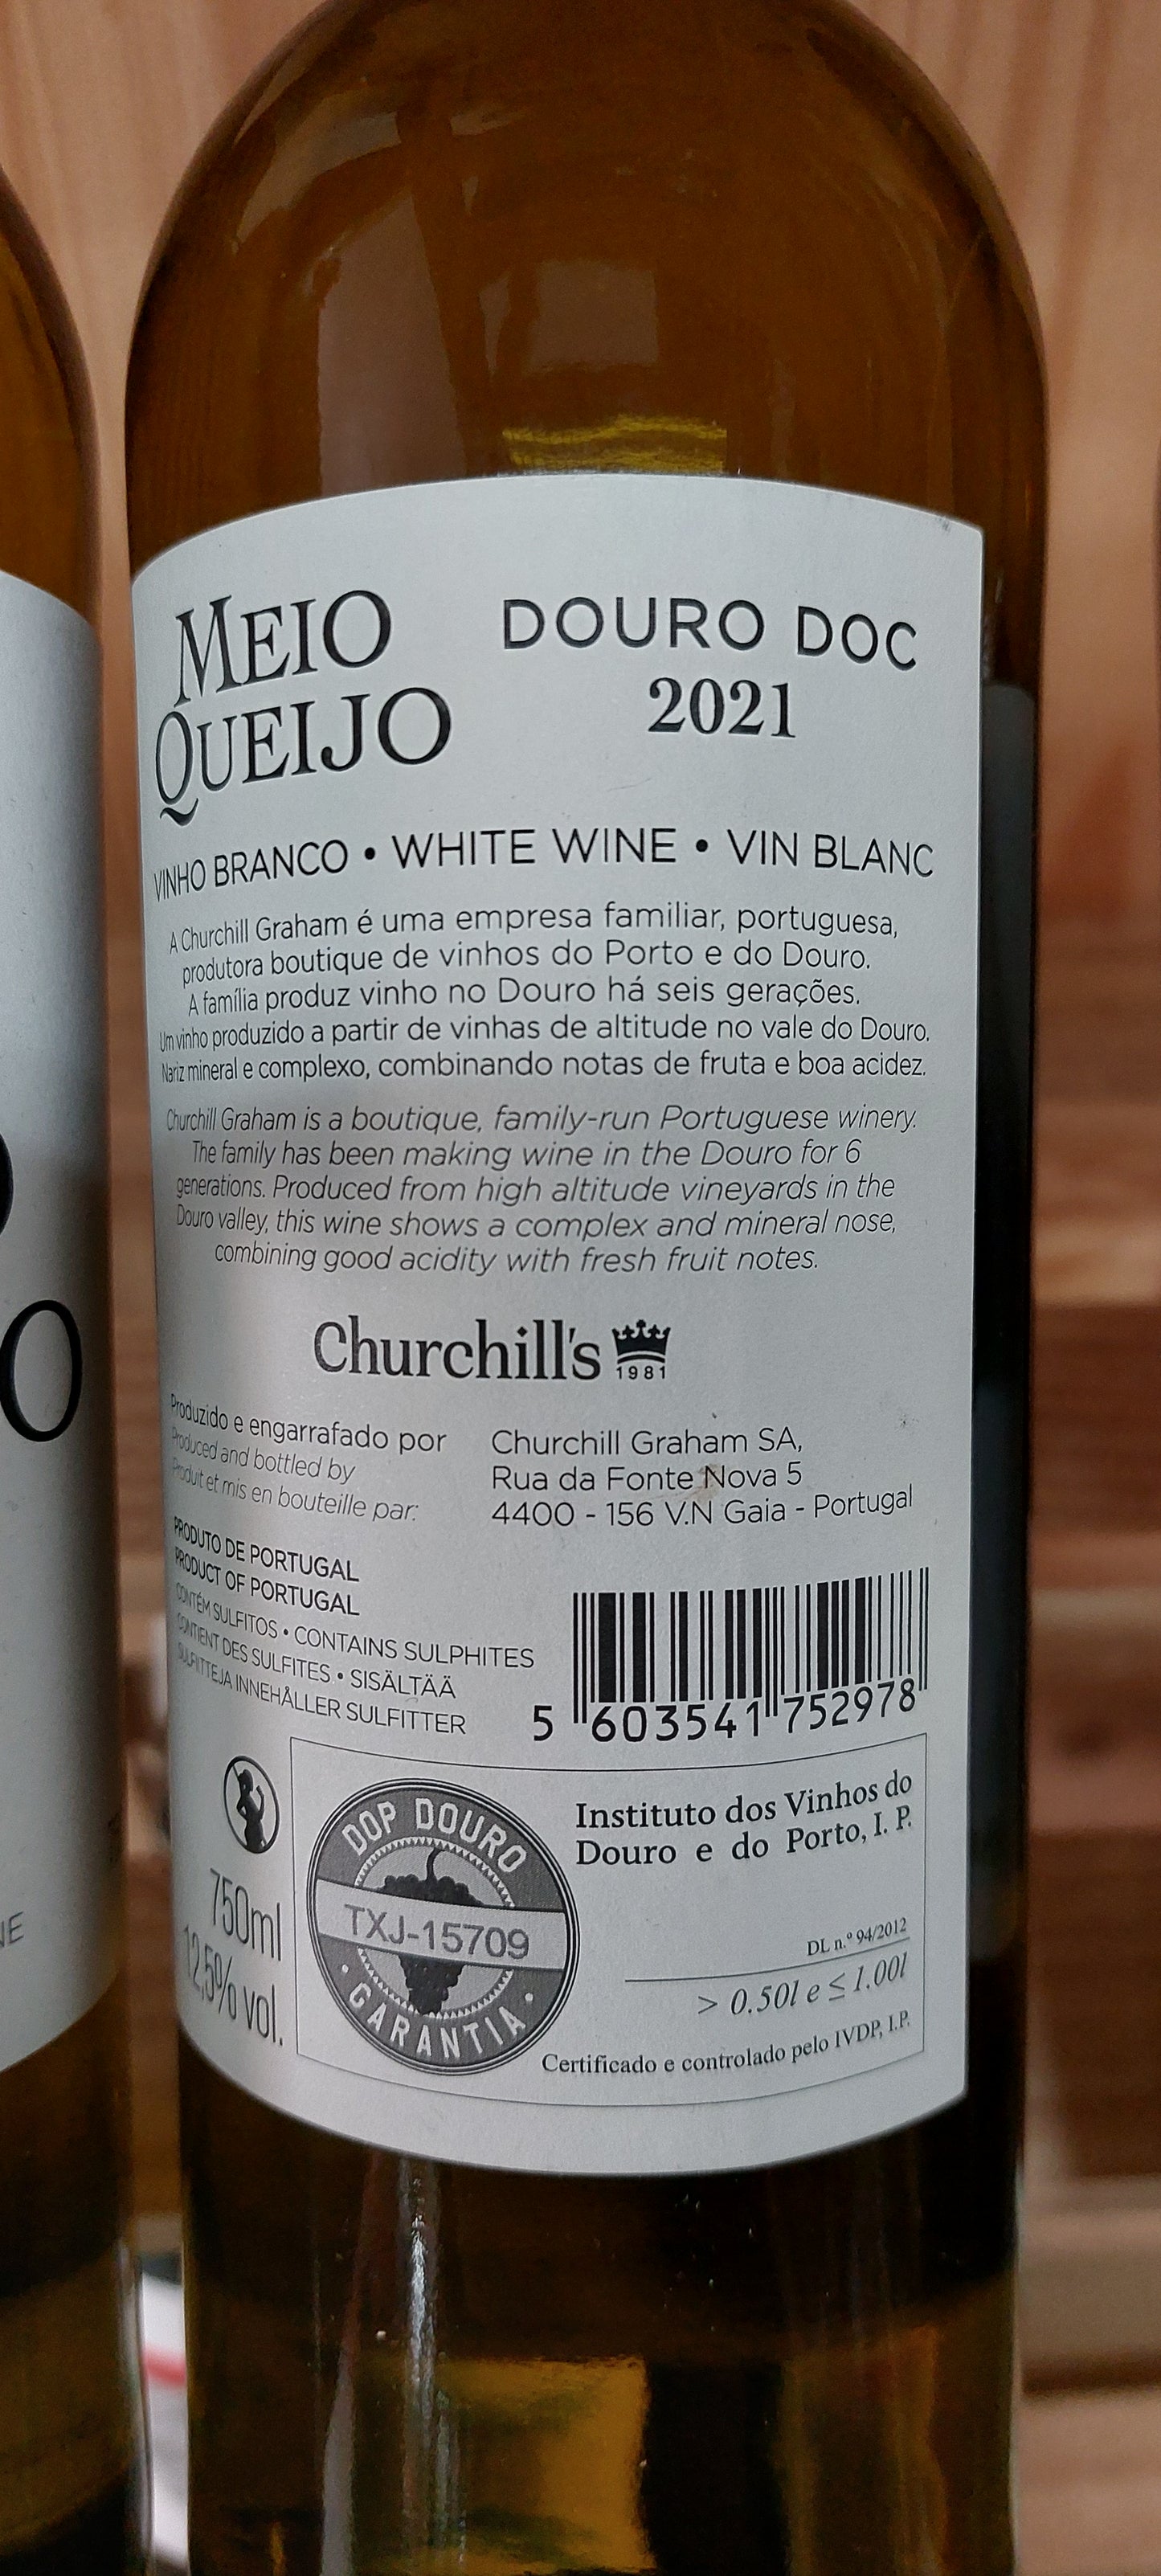 MEIO
QUEIJO
DOURO DOC
2021
VINHO BRANCO • WHITE WINE • VIN BLANC
A Churchill Graham é uma empresa familiar, portuguesa,
produtora boutique de vinhos do Porto e do Douro.
A família produz vinho no Douro há seis gerações.
Um vinho produzido a partir de vinhas de altitude no vale do Douro.
Nariz mineral e complexo, combinando notas de fruta e boa acidez.
Churchill Graham is a boutique, family-run Portuguese winery.
The family has been making wine in the Douro for 6
generations. Produced from high altitude vineyards in the
Douro valley, this wine shows a complex and mineral nose,
combining good acidity with fresh fruit notes.
Churchill's
1981
Produzido e engarrafado por
Produced and bottled by
Produit et mis en bouteille par:
Churchill Graham SA,
Rua da Fonte Nova 5
4400 - 156 V.N Gaia - Portugal
PRODUTO DE PORTUGAL
PRODUCT OF PORTUGAL
CONTÉM SULFITOS • CONTAINS SULPHITES
CONTIENT DES SULFITES • SISÄLTÄÄ
SULFIITTEJA INNEHÅLLER SULFITTER
5 603541 752978
750ml
12,5% vol.
DOP DOURO
TXJ-15709
• GARANTIA •
Instituto dos Vinhos do
Douro e do Porto, I. P.
DL n.º 94/2012
> 0.50l e ≤ 1.00l
Certificado e controlado pelo IVDP, I.P.